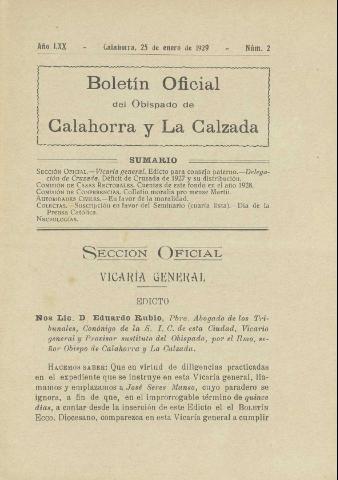 Año LXX - Calahorra, 25 de enero de 1929 - Núm. 2
Boletín Oficial
del Obispado de
Calahorra y La Calzada
SUMARIO
SECCIÓN OFICIAL.—Vicaría general. Edicto para consejo paterno.—Delega-
ción de Cruzada. Déficit de Cruzada de 1927 y su distribución.
COMISIÓN DE CASAS RECTORALES. Cuentas de este fondo en el año 1928.
COMISIÓN DE CONFERENCIAS. Collatio moralis pro mense Martii.
AUTORIDADES CIVILES.—En favor de la moralidad.
COLECTAS.—Suscripción en favor del Seminario (cuarta lista).—Día de la
Prensa Católica.
NECROLOGÍAS.
SECCIÓN OFICIAL
VICARÍA GENERAL
EDICTO
Nos Lic. D. Eduardo Rubio, Pbro. Abogado de los Tri-
bunales, Canónigo de la S. I. C. de esta Ciudad, Vicario
general y Provisor sustituto del Obispado, por el Ilmo. se-
ñor Obispo de Calahorra y La Calzada.
HACEMOS SABER: Que en virtud de diligencias practicadas
en el expediente que se instruye en esta Vicaría general, lla-
mamos y emplazamos a José Seres Manso, cuyo paradero se
ignora, a fin de que, en el improrrogable término de quince
días, a contar desde la inserción de este Edicto el el BOLETÍN
ECCO. Diocesano, comparezca en esta Vicaría general a cumplir